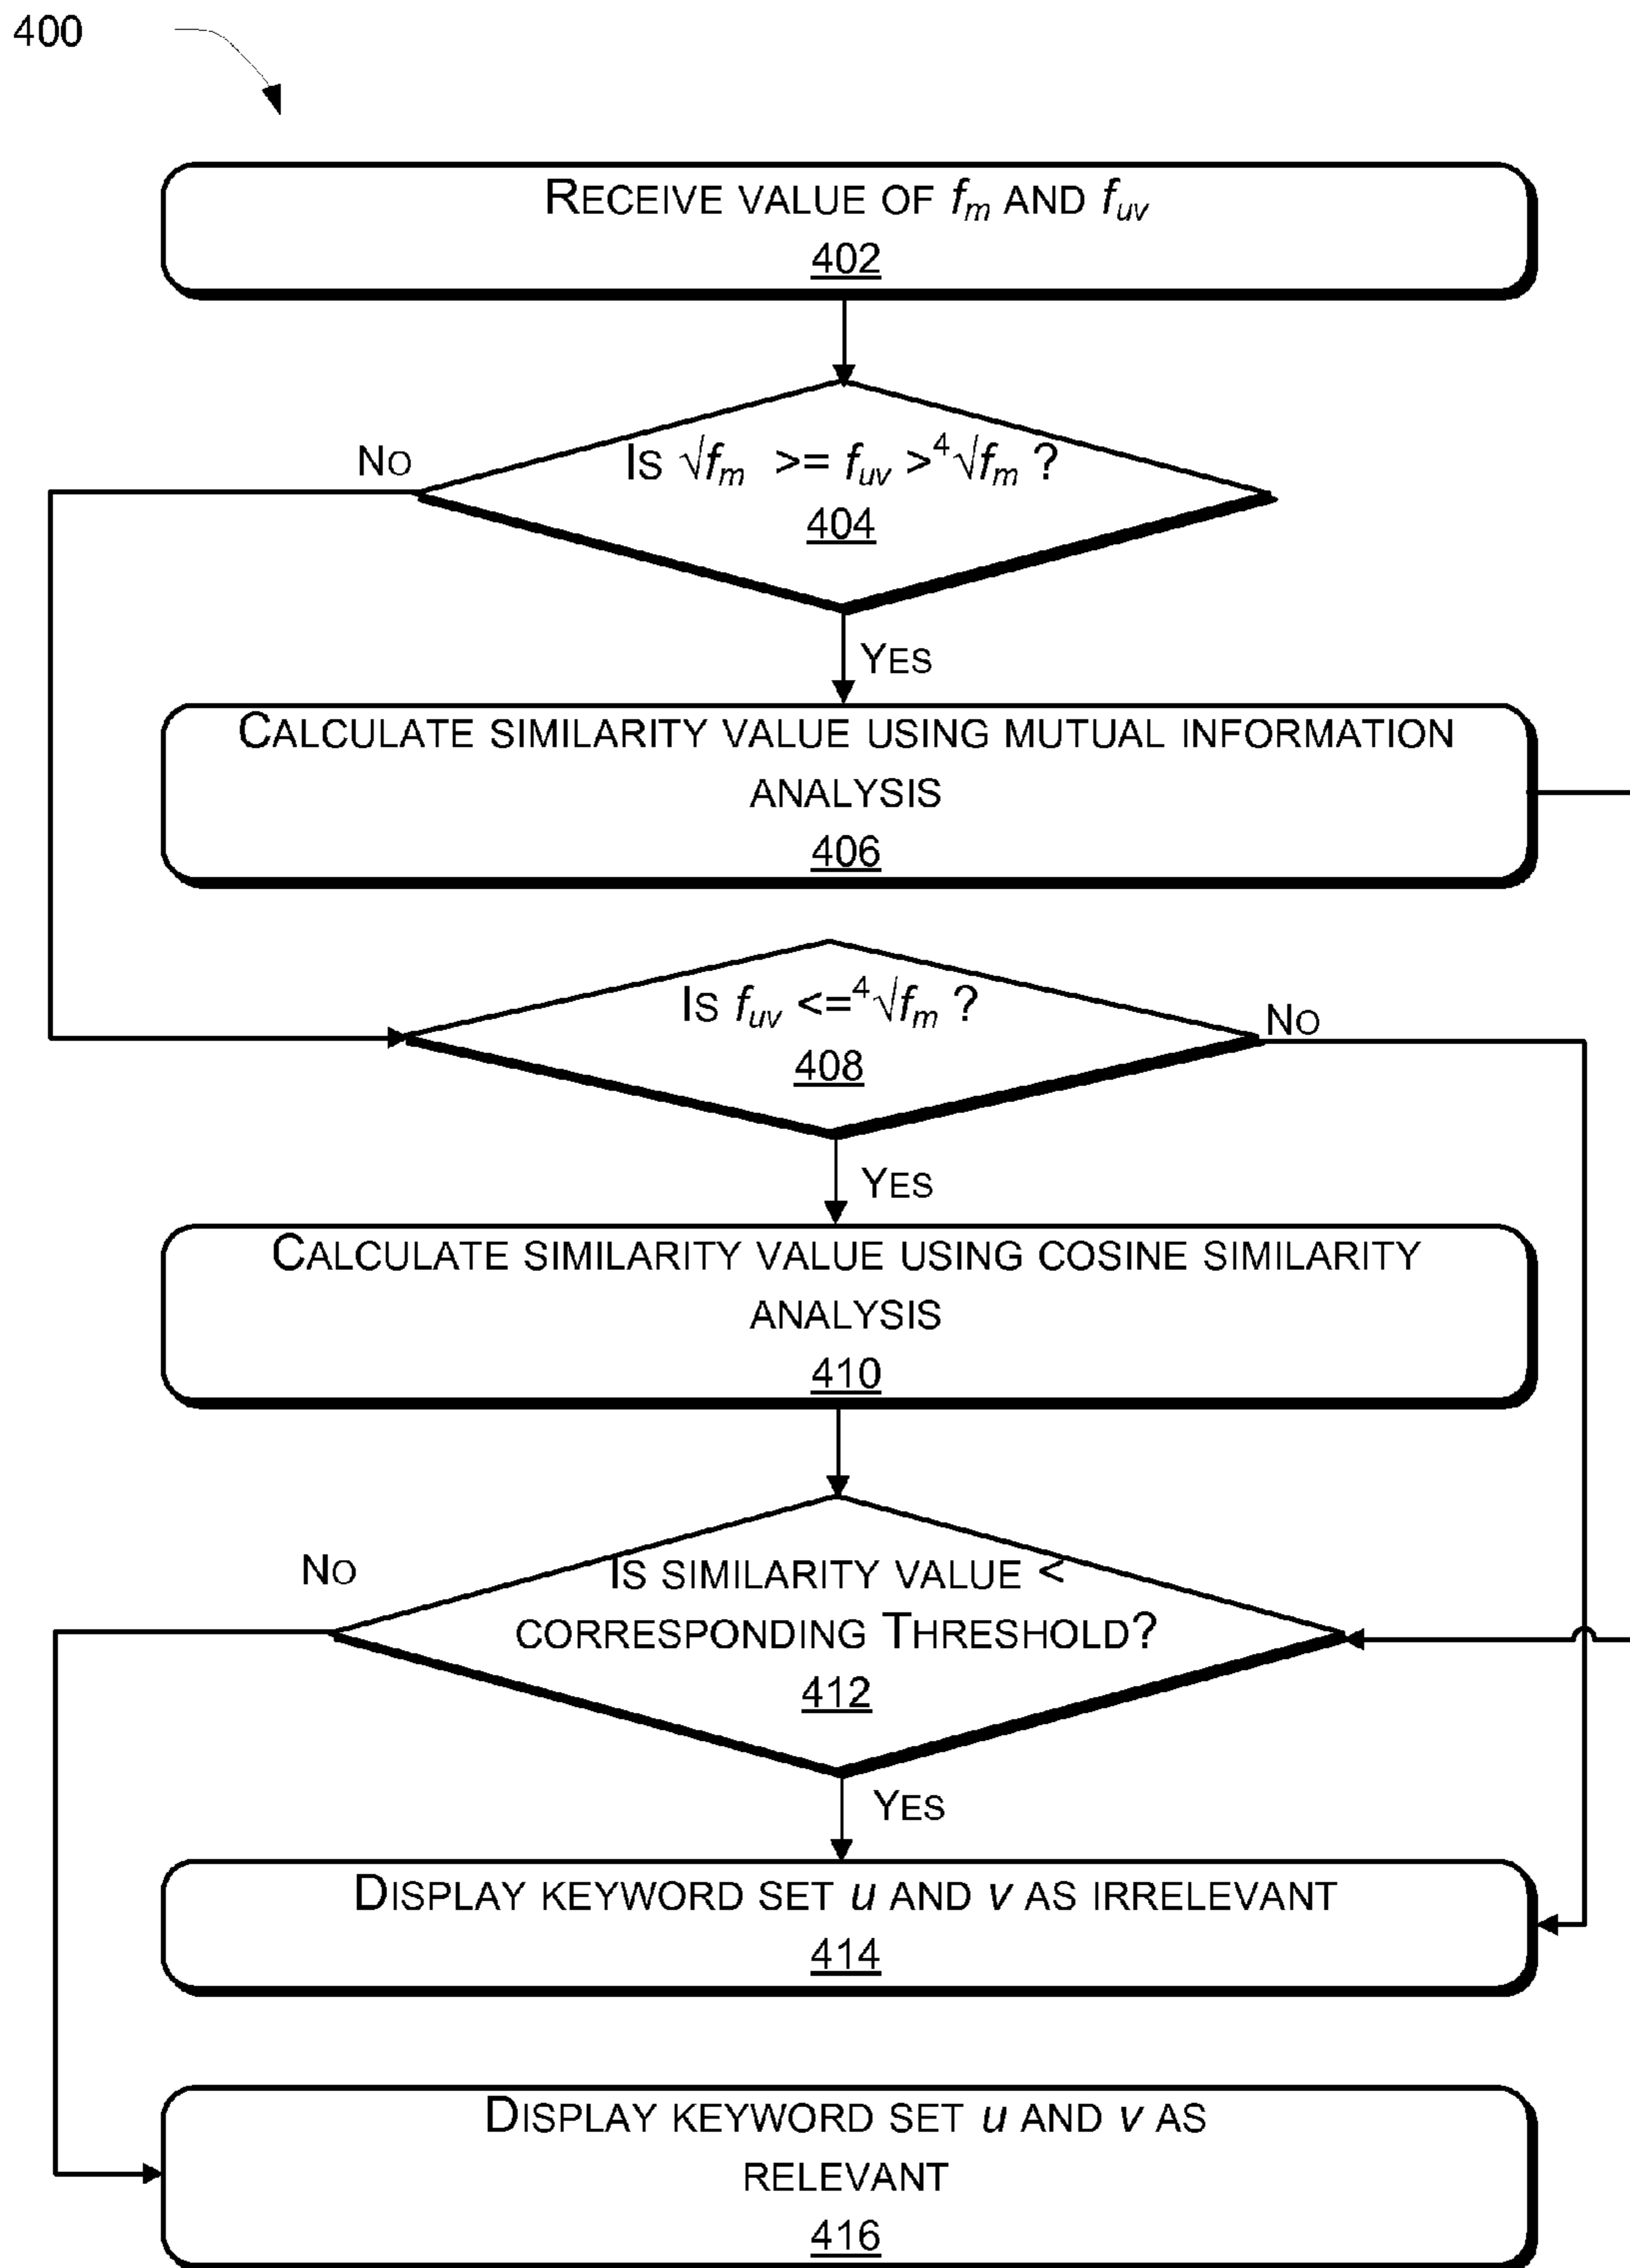 400
RECEIVE VALUE OF fm AND fuv
402
IS √fm >= fuv >4√fm ?
404
NO
YES
CALCULATE SIMILARITY VALUE USING MUTUAL INFORMATION
ANALYSIS
406
IS fuv <=4√fm ?
408
NO
YES
CALCULATE SIMILARITY VALUE USING COSINE SIMILARITY
ANALYSIS
410
NO
IS SIMILARITY VALUE <
CORRESPONDING THRESHOLD?
412
YES
DISPLAY KEYWORD SET u AND v AS IRRELEVANT
414
DISPLAY KEYWORD SET u AND v AS
RELEVANT
416